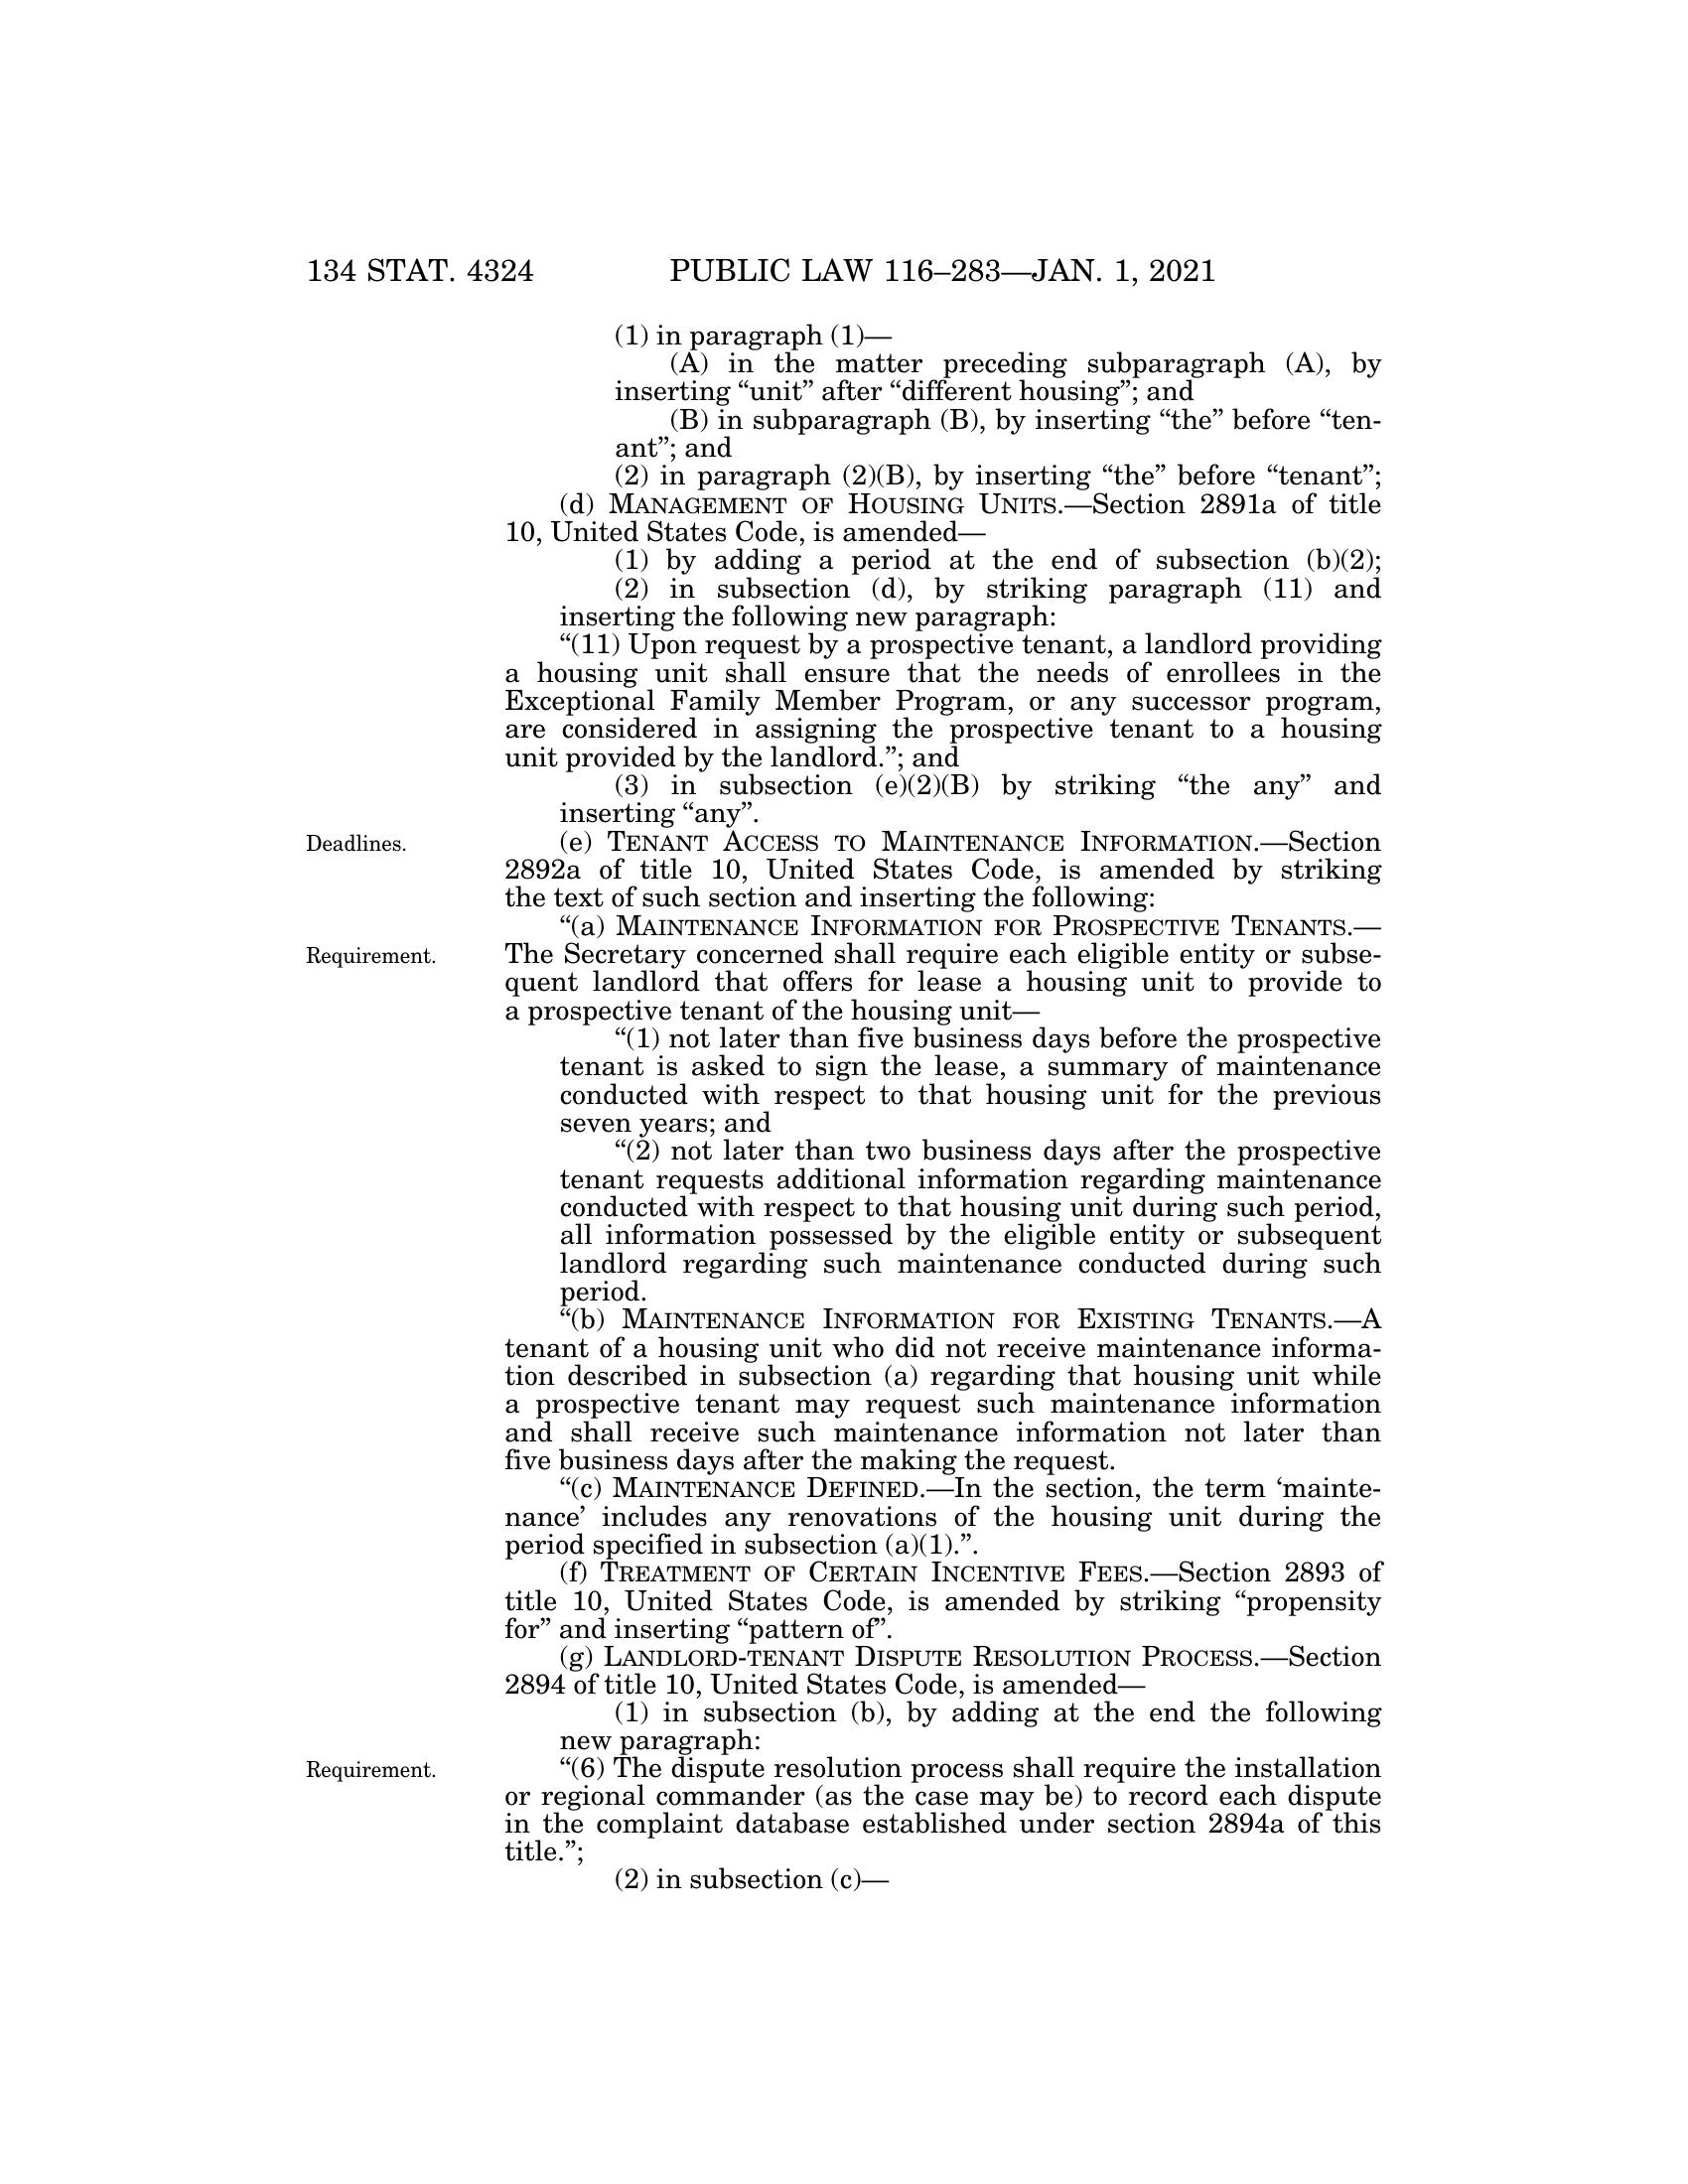 134 STAT. 4324 PUBLIC LAW 116–283—JAN. 1, 2021
(1) in paragraph (1)—
(A) in the matter preceding subparagraph (A), by
inserting “unit” after “different housing”; and
(B) in subparagraph (B), by inserting “the” before “ten-
ant”; and
(2) in paragraph (2)(B), by inserting “the” before “tenant”;
(d) MANAGEMENT OF HOUSING UNITS.—Section 2891a of title
10, United States Code, is amended—
(1) by adding a period at the end of subsection (b)(2);
(2) in subsection (d), by striking paragraph (11) and
inserting the following new paragraph:
“(11) Upon request by a prospective tenant, a landlord providing
a housing unit shall ensure that the needs of enrollees in the
Exceptional Family Member Program, or any successor program,
are considered in assigning the prospective tenant to a housing
unit provided by the landlord.”; and
(3) in subsection (e)(2)(B) by striking “the any” and
inserting “any”.
Deadlines.
(e) TENANT ACCESS TO MAINTENANCE INFORMATION.—Section
2892a of title 10, United States Code, is amended by striking
the text of such section and inserting the following:
“(a) MAINTENANCE INFORMATION FOR PROSPECTIVE TENANTS.—
Requirement.
The Secretary concerned shall require each eligible entity or subse-
quent landlord that offers for lease a housing unit to provide to
a prospective tenant of the housing unit—
“(1) not later than five business days before the prospective
tenant is asked to sign the lease, a summary of maintenance
conducted with respect to that housing unit for the previous
seven years; and
“(2) not later than two business days after the prospective
tenant requests additional information regarding maintenance
conducted with respect to that housing unit during such period,
all information possessed by the eligible entity or subsequent
landlord regarding such maintenance conducted during such
period.
“(b) MAINTENANCE INFORMATION FOR EXISTING TENANTS.—A
tenant of a housing unit who did not receive maintenance informa-
tion described in subsection (a) regarding that housing unit while
a prospective tenant may request such maintenance information
and shall receive such maintenance information not later than
five business days after the making the request.
“(c) MAINTENANCE DEFINED.—In the section, the term ‘mainte-
nance’ includes any renovations of the housing unit during the
period specified in subsection (a)(1).”.
(f) TREATMENT OF CERTAIN INCENTIVE FEES.—Section 2893 of
title 10, United States Code, is amended by striking “propensity
for” and inserting “pattern of”.
(g) LANDLORD-TENANT DISPUTE RESOLUTION PROCESS.—Section
2894 of title 10, United States Code, is amended—
(1) in subsection (b), by adding at the end the following
new paragraph:
Requirement.
“(6) The dispute resolution process shall require the installation
or regional commander (as the case may be) to record each dispute
in the complaint database established under section 2894a of this
title.”;
(2) in subsection (c)—